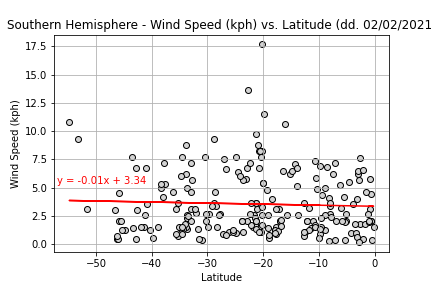 Southern Hemisphere - Wind Speed (kph) vs. Latitude (dd. 02/02/2021
17.5
15.0
12.5
10.0
7.5
5.0
2.5
0.0
Wind Speed (kph)
y = -0.01x + 3.34
−50 −40 −30 −20 −10 0
Latitude